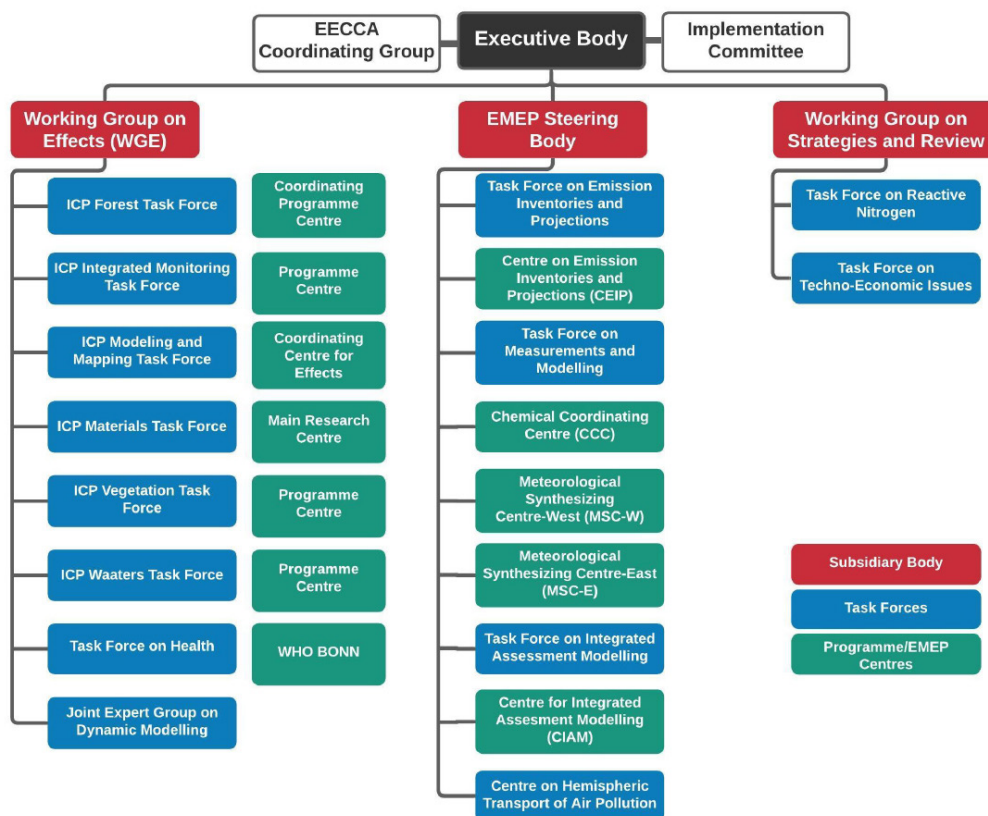 EECCA
Coordinating Group
Executive Body
Implementation
Committee
Working Group on
Effects (WGE)
EMEP Steering
Body
Working Group on
Strategies and Review
ICP Forest Task Force
Coordinating
Programme
Centre
ICP Integrated Monitoring
Task Force
Programme
Centre
ICP Modeling and
Mapping Task Force
Coordinating
Centre for
Effects
ICP Materials Task Force
Main Research
Centre
ICP Vegetation Task
Force
Programme
Centre
ICP Waaters Task Force
Programme
Centre
Task Force on Health
WHO BONN
Joint Expert Group on
Dynamic Modelling
Task Force on Emission
Inventories and
Projections
Centre on Emission
Inventories and
Projections (CEIP)
Task Force on
Measurements and
Modelling
Chemical Coordinating
Centre (CCC)
Meteorological
Synthesizing
Centre-West (MSC-W)
Meteorological
Synthesizing Centre-East
(MSC-E)
Task Force on Integrated
Assessment Modelling
Centre for Integrated
Assesment Modelling
(CIAM)
Centre on Hemispheric
Transport of Air Pollution
Task Force on Reactive
Nitrogen
Task Force on
Techno-Economic Issues
Subsidiary Body
Task Forces
Programme/EMEP
Centres